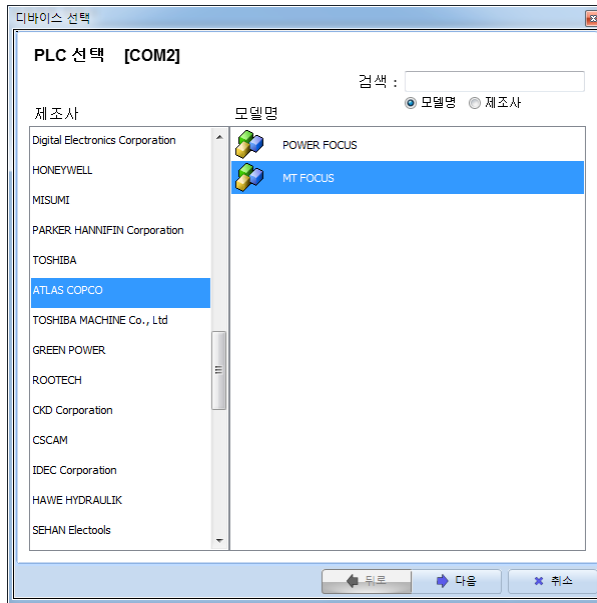 디바이스 선택
PLC 선택 [COM2]
검색 :
모델명 제조사
제조사 모델명
Digital Electronics Corporation
HONEYWELL
MISUMI
PARKER HANNIFIN Corporation
TOSHIBA
ATLAS COPCO
TOSHIBA MACHINE Co., Ltd
GREEN POWER
ROOTECH
CKD Corporation
CSCAM
IDEC Corporation
HAWE HYDRAULIK
SEHAN Electools
POWER FOCUS
MT FOCUS
뒤로 다음 취소